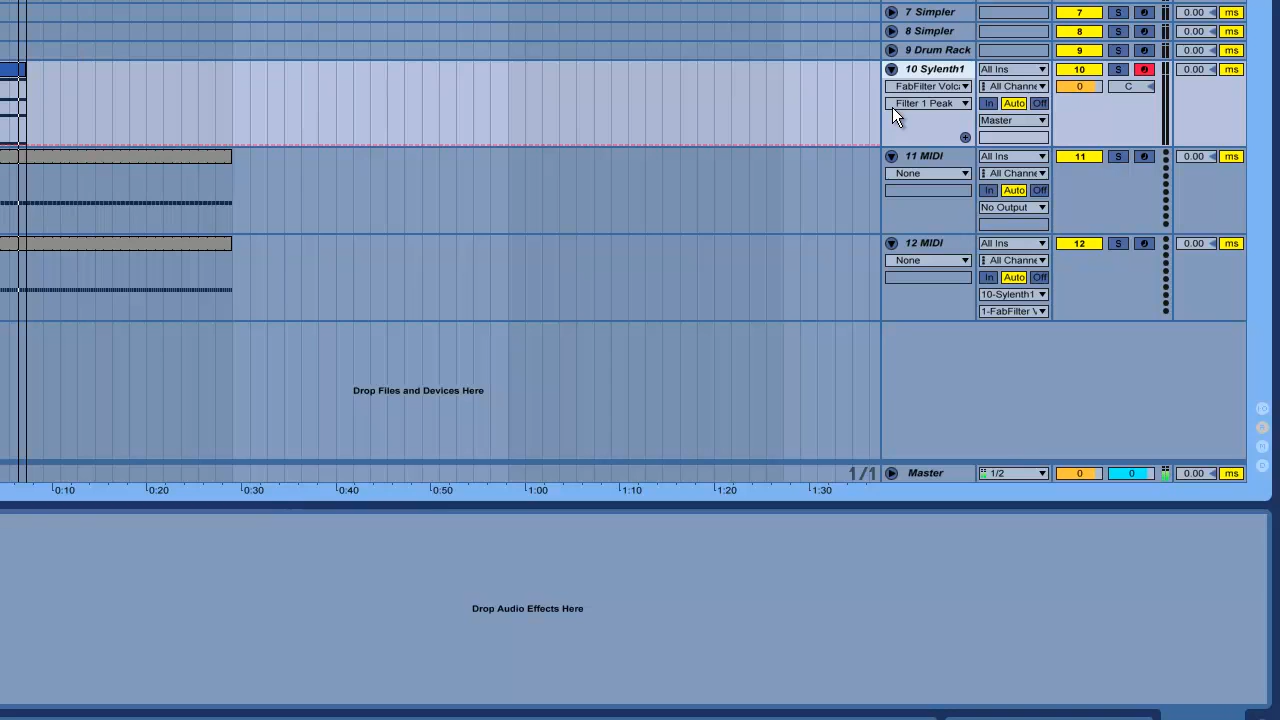 7 Simpler 7 S 0.00 ms
8 Simpler 8 S 0.00 ms
9 Drum Rack 9 S 0.00 ms
10 Sylenth1 All Ins 10 S 0.00 ms
FabFilter Volca All Channe 0 C
Filter 1 Peak In Auto Off
Master
11 MIDI All Ins 11 S 0.00 ms
None All Channe
In Auto Off
No Output
12 MIDI All Ins 12 S 0.00 ms
None All Channe
In Auto Off
10-Sylenth1
1-FabFilter V
Drop Files and Devices Here
1/1 Master 1/2 0 0 0.00 ms
0:10 0:20 0:30 0:40 0:50 1:00 1:10 1:20 1:30
Drop Audio Effects Here